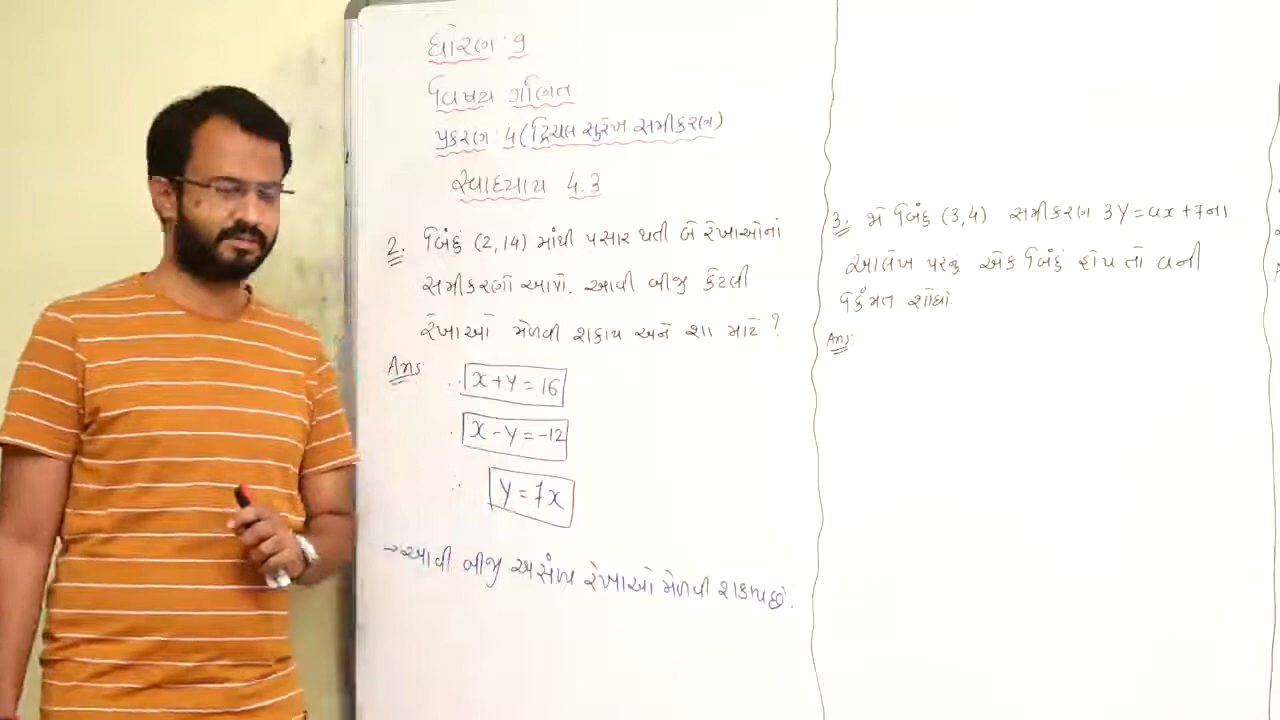 ધોરણ : 9
વિષય ગણિત
પ્રકરણ : 4 (દ્વિચલ સુરેખ સમીકરણ)
સ્વાધ્યાય 4.3
2. બિંદુ (2,14) માંથી પસાર થતી બે રેખાઓનાં
સમીકરણો આપો. આવી બીજી કેટલી
રેખાઓ મેળવી શકાય અને શા માટે ?
Ans
∴ x+y=16
∴ x-y=-12
∴ y=7x
→ આવી બીજી અસંખ્ય રેખાઓ મેળવી શકાય છે.
3. જો બિંદુ (3,4) સમીકરણ 3y=ax+7ના
આલેખ પરનું એક બિંદુ હોય તો aની
કિંમત શોધો.
Ans: